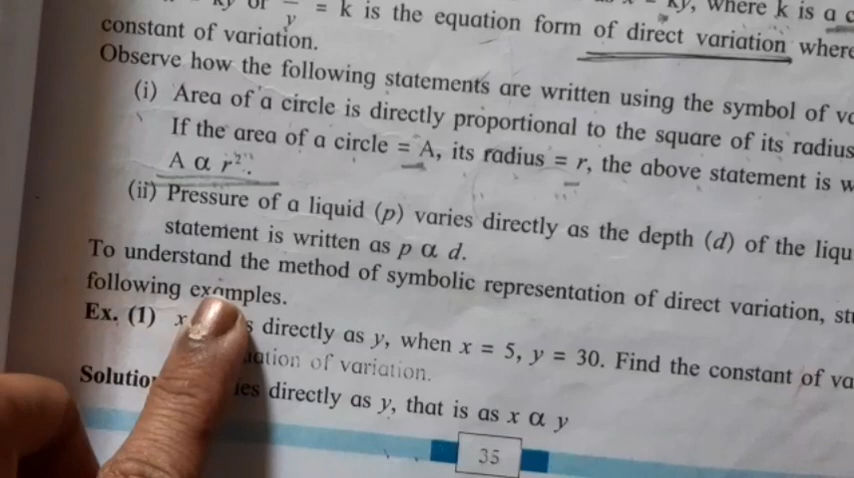 y = k is the equation form of direct variation where
constant of variation.
Observe how the following statements are written using the symbol of
(i) Area of a circle is directly proportional to the square of its radius
If the area of a circle = A, its radius = r, the above statement is
A α r².
(ii) Pressure of a liquid (p) varies directly as the depth (d) of the
statement is written as p α d.
To understand the method of symbolic representation of direct variation,
following examples.
Ex. (1) x directly as y, when x = 5, y = 30. Find the constant of
of variation.
directly as y, that is as x α y
35